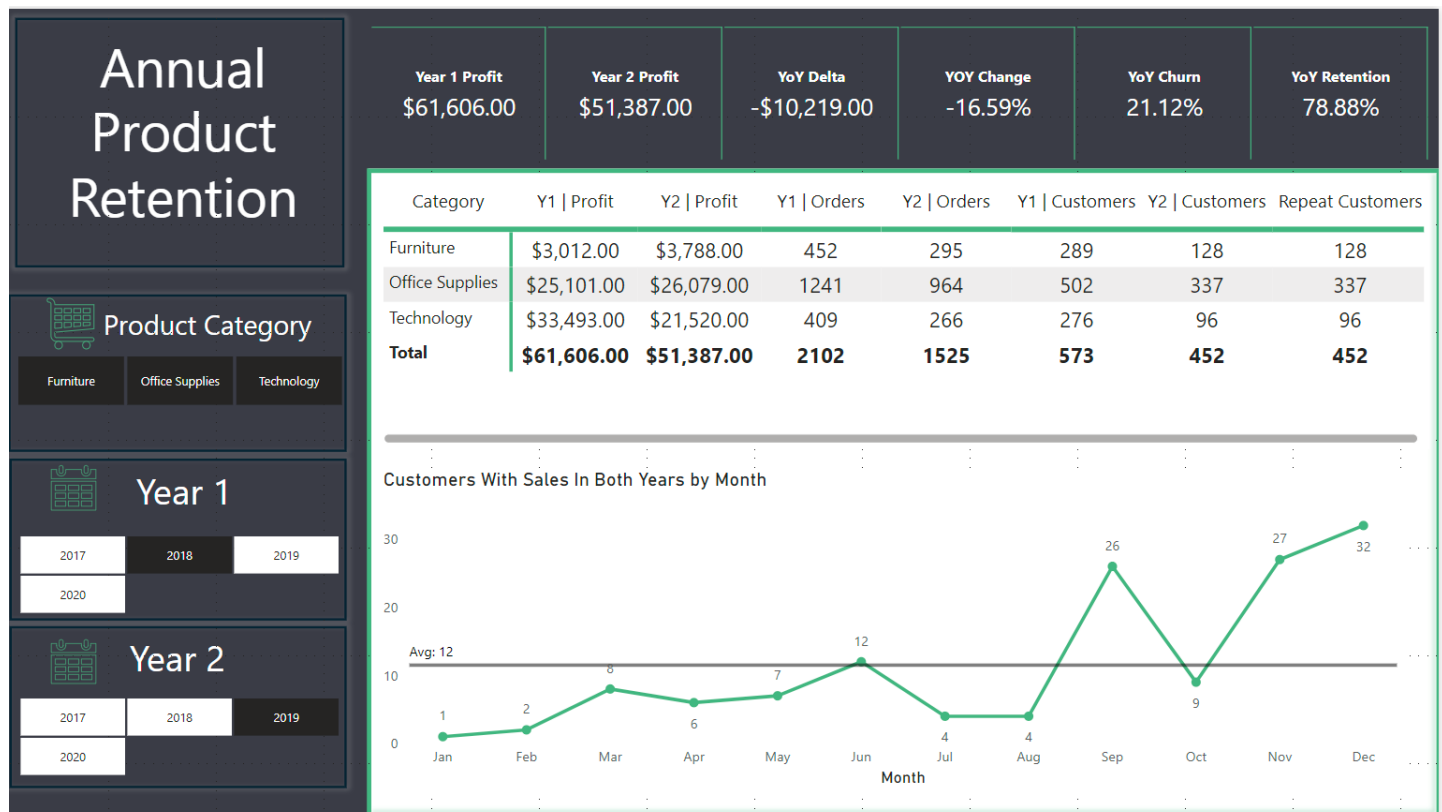 Annual
Product
Retention
Year 1 Profit
$61,606.00
Year 2 Profit
$51,387.00
YoY Delta
-$10,219.00
YOY Change
-16.59%
YoY Churn
21.12%
YoY Retention
78.88%
Product Category
Furniture Office Supplies Technology
Year 1
2017 2018 2019
2020
Year 2
2017 2018 2019
2020
Category Y1 | Profit Y2 | Profit Y1 | Orders Y2 | Orders Y1 | Customers Y2 | Customers Repeat Customers
Furniture $3,012.00 $3,788.00 452 295 289 128 128
Office Supplies $25,101.00 $26,079.00 1241 964 502 337 337
Technology $33,493.00 $21,520.00 409 266 276 96 96
Total $61,606.00 $51,387.00 2102 1525 573 452 452
Customers With Sales In Both Years by Month
30
20
10
0
Avg: 12
1 2 8 6 7 12 4 4 26 9 27 32
Jan Feb Mar Apr May Jun Jul Aug Sep Oct Nov Dec
Month